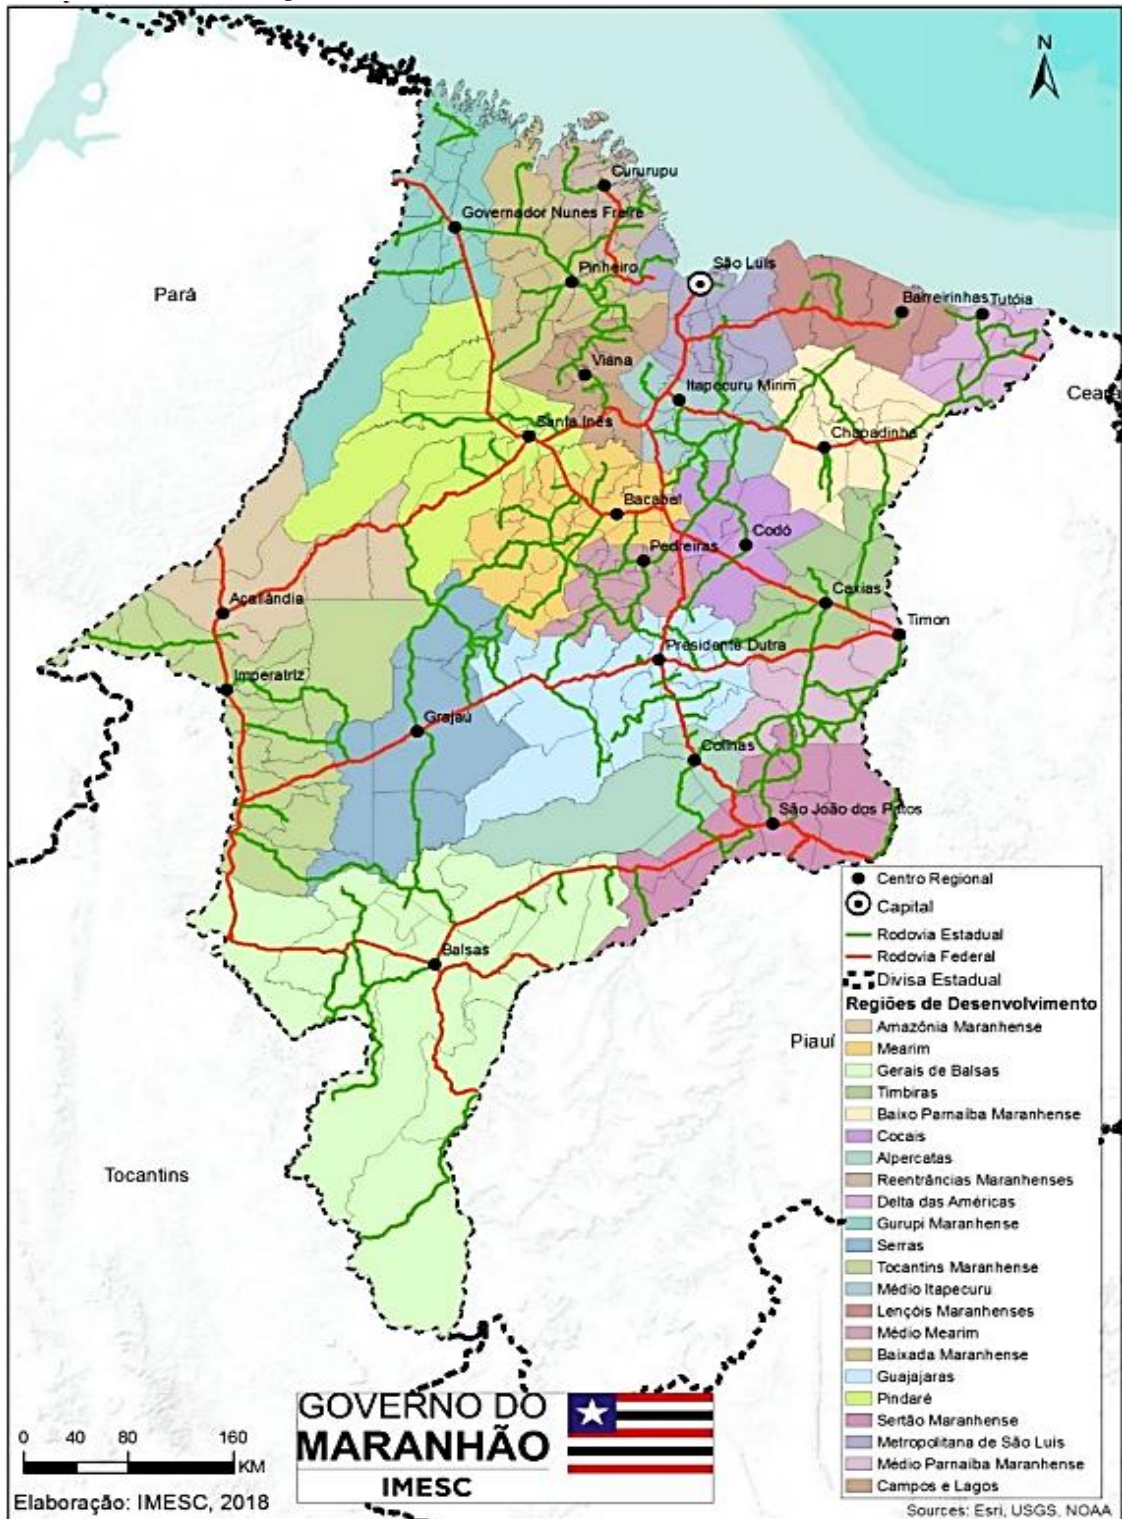 N
Cururupu
Governador Nunes Freire
Pinheiro
São Luís
Pará
Barreirinhas
Tutóia
Viana
Itapecuru Mirim
Ceará
Santa Inês
Chapadinha
Bacabal
Codó
Pedreiras
Caxias
Açailândia
Timon
Presidente Dutra
Imperatriz
Grajaú
Colinas
São João dos Patos
Balsas
Piauí
Tocantins
Centro Regional
Capital
Rodovia Estadual
Rodovia Federal
Divisa Estadual
Regiões de Desenvolvimento
Amazônia Maranhense
Mearim
Gerais de Balsas
Timbiras
Baixo Parnaíba Maranhense
Cocais
Alpercatas
Reentrâncias Maranhenses
Delta das Américas
Gurupi Maranhense
Serras
Tocantins Maranhense
Médio Itapecuru
Lençóis Maranhenses
Médio Mearim
Baixada Maranhense
Guajajaras
Pindaré
Sertão Maranhense
Metropolitana de São Luís
Médio Parnaíba Maranhense
Campos e Lagos
GOVERNO DO
MARANHÃO
IMESC
0 40 80 160
KM
Elaboração: IMESC, 2018
Sources: Esri, USGS, NOAA